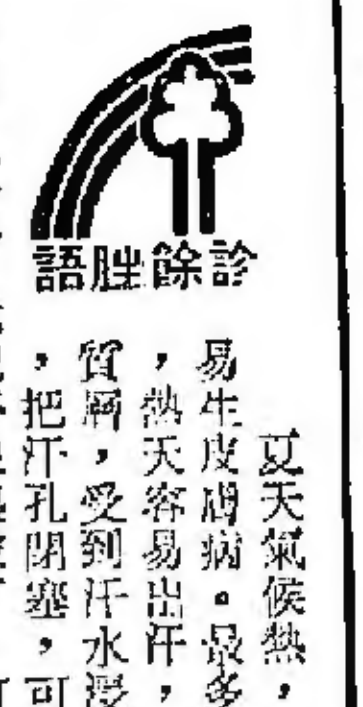 診餘脞語
夏天氣候熱，
易生皮膚病。最多
，熱天容易出汗，
質層，受到汗水浸
，把汗孔閉塞，可